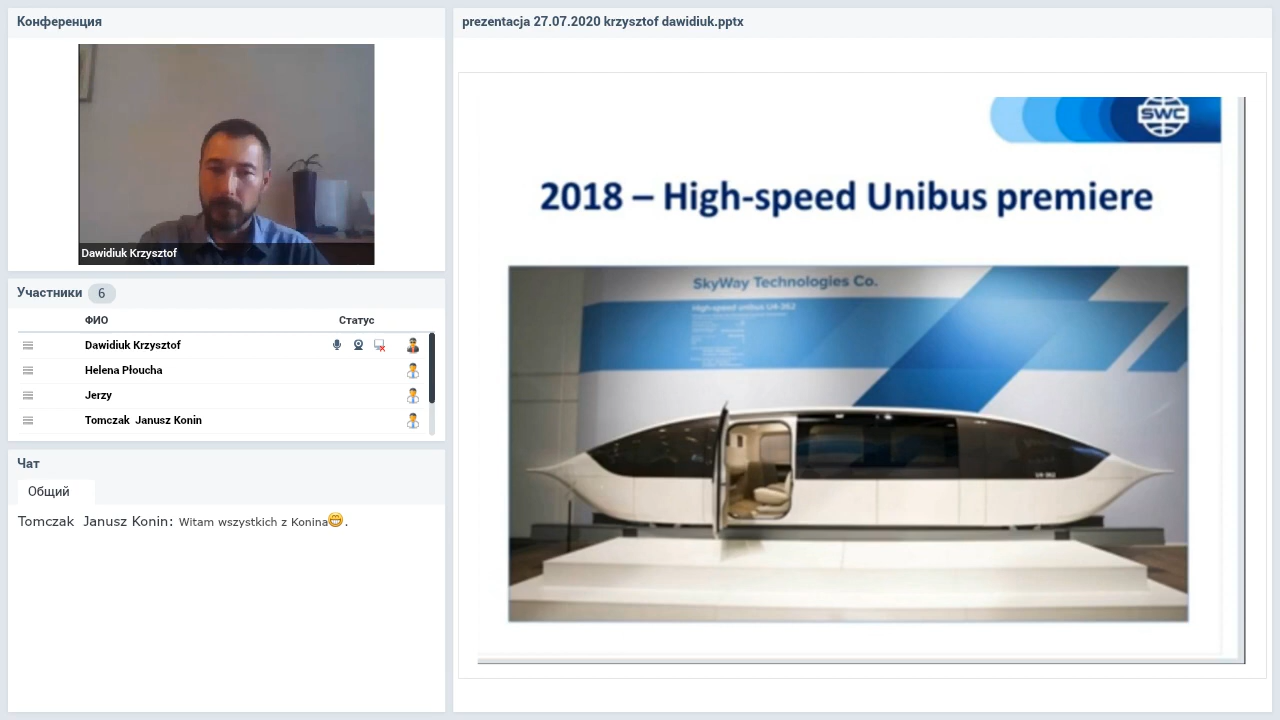 Конференция
Dawidiuk Krzysztof
Участники 6
ФИО Статус
Dawidiuk Krzysztof
Helena Płoucha
Jerzy
Tomczak Janusz Konin
Чат
Общий
Tomczak Janusz Konin: Witam wszystkich z Konina😁.
prezentacja 27.07.2020 krzysztof dawidiuk.pptx
SWC
2018 – High-speed Unibus premiere
SkyWay Technologies Co.
High-speed unibus U4-362